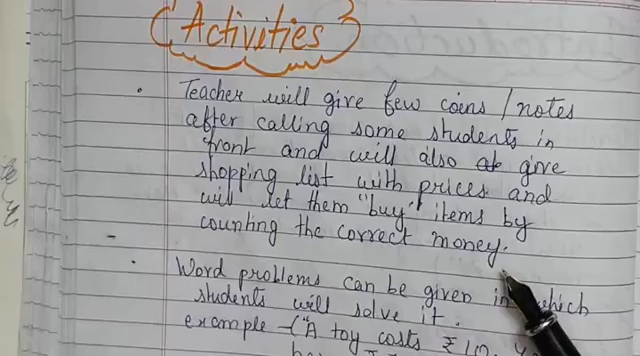 Activities
Teacher will give few coins/notes
after calling some students in
front and will also give
shopping list with prices and
will let them "buy" items by
counting the correct money.
Word problems can be given in which
students will solve it.
example - ("A toy costs ₹10,